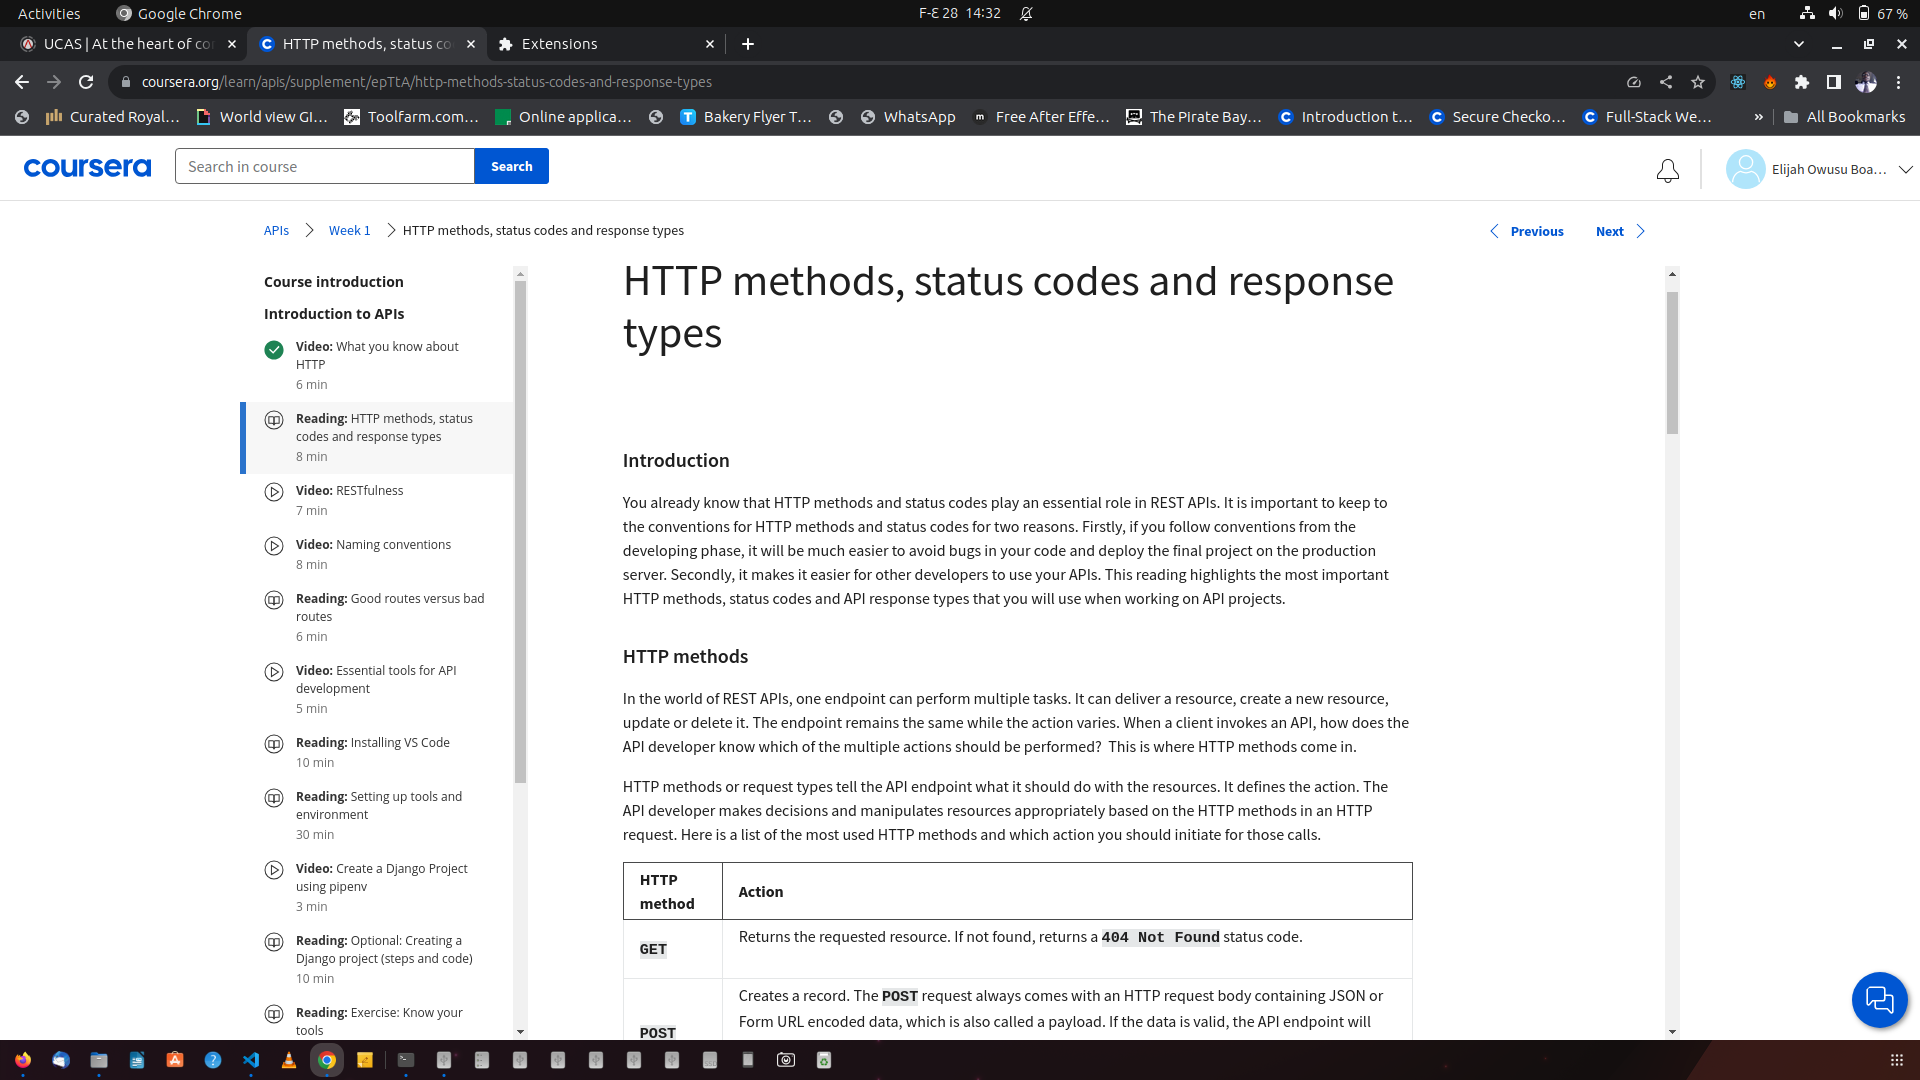 Activities
Google Chrome
F-Ɛ 28 14:32
en
67 %
UCAS | At the heart of co
HTTP methods, status co
Extensions
coursera.org/learn/apis/supplement/epTtA/http-methods-status-codes-and-response-types
Curated Royal…
World view GI…
Toolfarm.com…
Online applica…
Bakery Flyer T…
WhatsApp
Free After Effe…
The Pirate Bay…
Introduction t…
Secure Checko…
Full-Stack We…
»
All Bookmarks
coursera
Search in course
Search
Elijah Owusu Boa…
APIs
Week 1
HTTP methods, status codes and response types
Previous
Next
Course introduction
Introduction to APIs
Video: What you know about
HTTP
6 min
Reading: HTTP methods, status
codes and response types
8 min
Video: RESTfulness
7 min
Video: Naming conventions
8 min
Reading: Good routes versus bad
routes
6 min
Video: Essential tools for API
development
5 min
Reading: Installing VS Code
10 min
Reading: Setting up tools and
environment
30 min
Video: Create a Django Project
using pipenv
3 min
Reading: Optional: Creating a
Django project (steps and code)
10 min
Reading: Exercise: Know your
tools
HTTP methods, status codes and response
types
Introduction
You already know that HTTP methods and status codes play an essential role in REST APIs. It is important to keep to
the conventions for HTTP methods and status codes for two reasons. Firstly, if you follow conventions from the
developing phase, it will be much easier to avoid bugs in your code and deploy the final project on the production
server. Secondly, it makes it easier for other developers to use your APIs. This reading highlights the most important
HTTP methods, status codes and API response types that you will use when working on API projects.
HTTP methods
In the world of REST APIs, one endpoint can perform multiple tasks. It can deliver a resource, create a new resource,
update or delete it. The endpoint remains the same while the action varies. When a client invokes an API, how does the
API developer know which of the multiple actions should be performed?  This is where HTTP methods come in.
HTTP methods or request types tell the API endpoint what it should do with the resources. It defines the action. The
API developer makes decisions and manipulates resources appropriately based on the HTTP methods in an HTTP
request. Here is a list of the most used HTTP methods and which action you should initiate for those calls.
HTTP
method
Action
GET
Returns the requested resource. If not found, returns a 404 Not Found status code.
POST
Creates a record. The POST request always comes with an HTTP request body containing JSON or
Form URL encoded data, which is also called a payload. If the data is valid, the API endpoint will